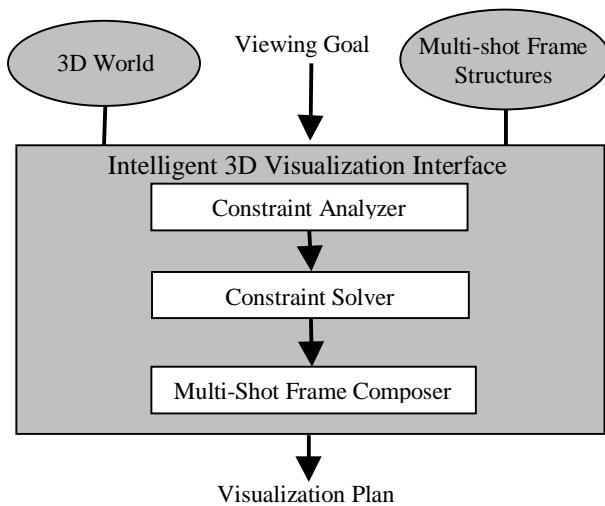 Viewing Goal
3D World
Multi-shot Frame
Structures
Intelligent 3D Visualization Interface
Constraint Analyzer
Constraint Solver
Multi-Shot Frame Composer
Visualization Plan